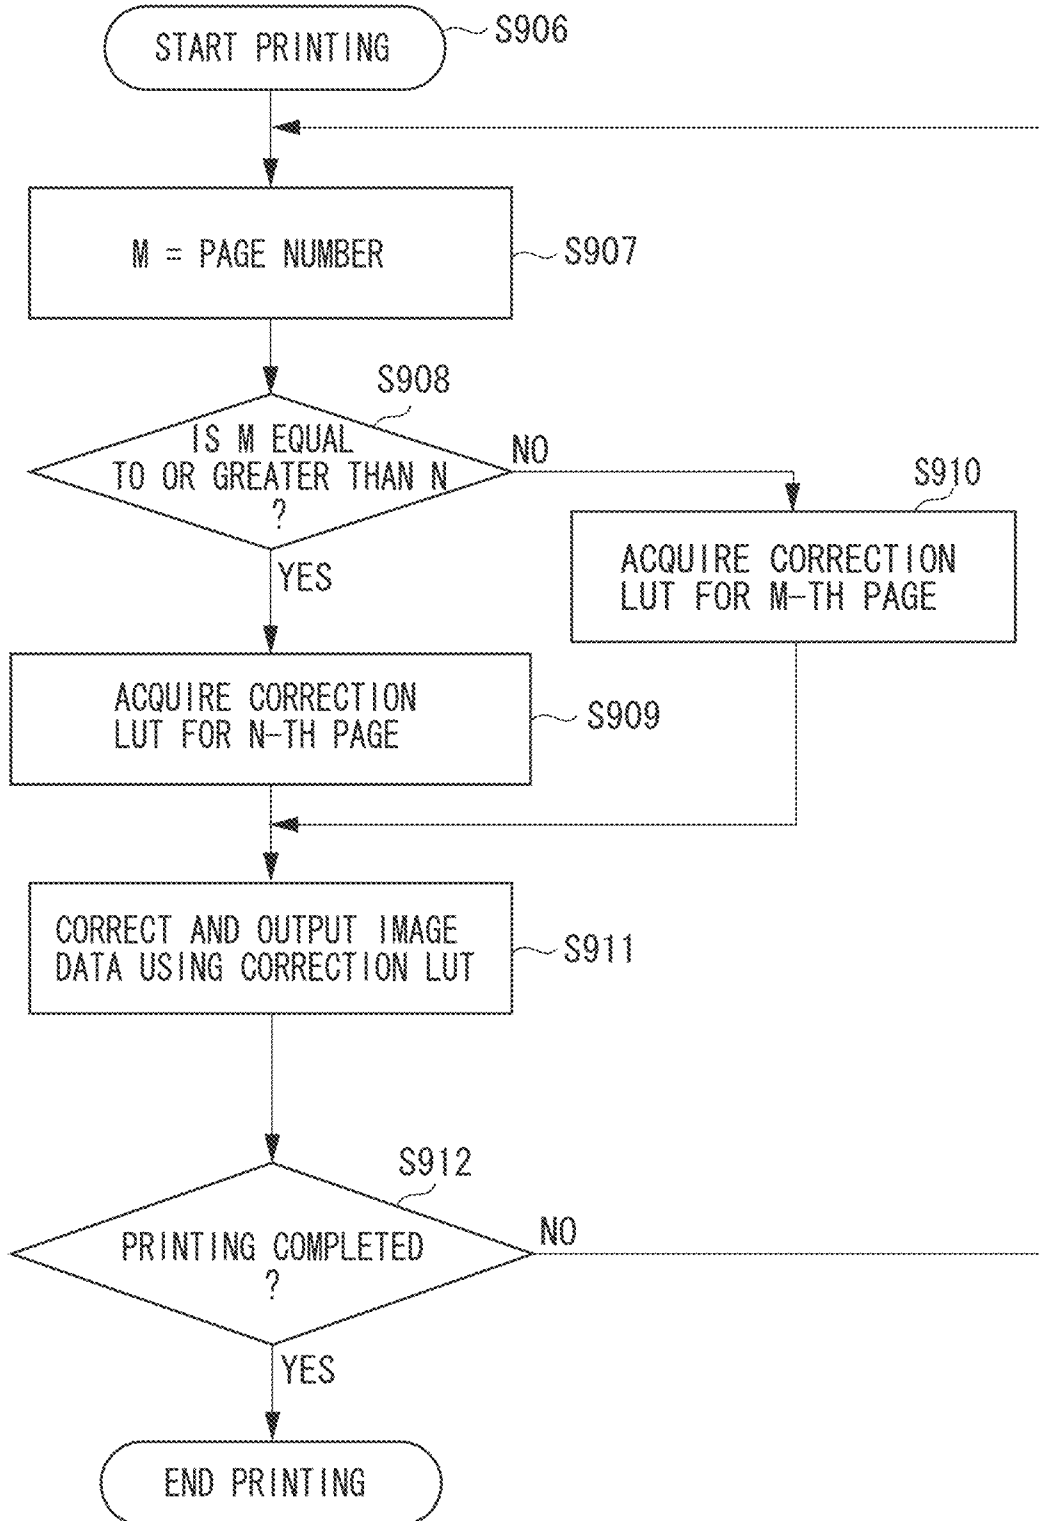 START PRINTING
S906
M = PAGE NUMBER
S907
S908
IS M EQUAL
TO OR GREATER THAN N
?
NO
YES
S910
ACQUIRE CORRECTION
LUT FOR M-TH PAGE
ACQUIRE CORRECTION
LUT FOR N-TH PAGE
S909
CORRECT AND OUTPUT IMAGE
DATA USING CORRECTION LUT
S911
S912
PRINTING COMPLETED
?
NO
YES
END PRINTING